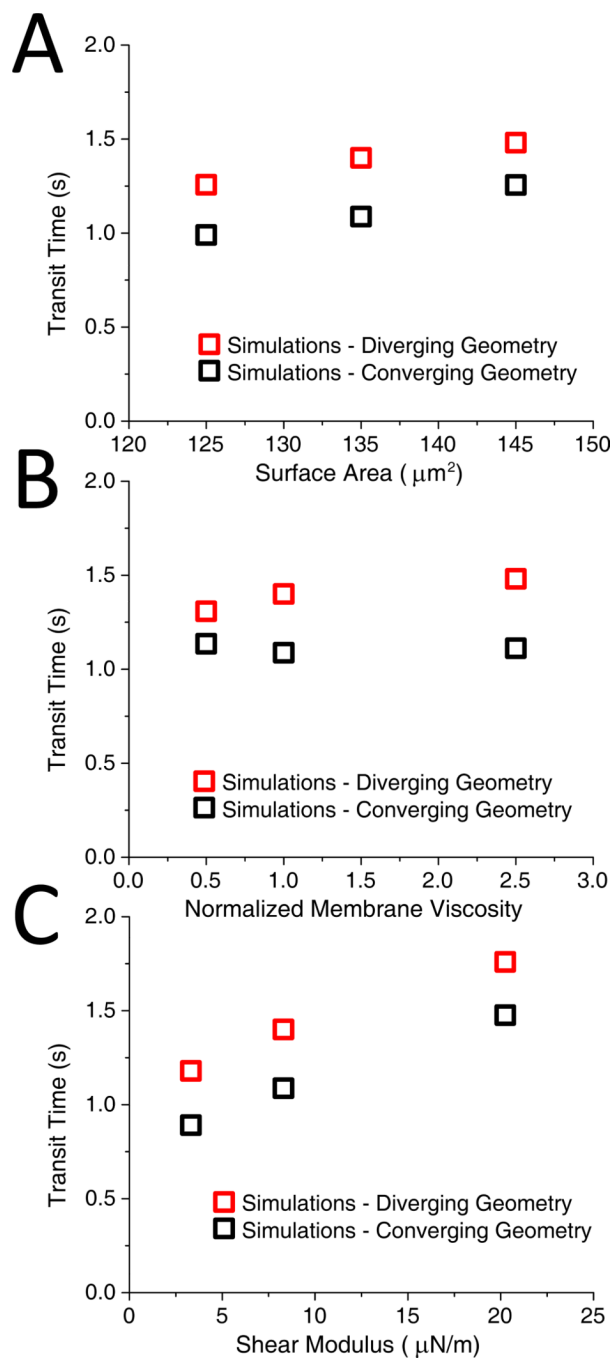 A
2.0
1.5
1.0
0.5
0.0
Transit Time (s)
Simulations - Diverging Geometry
Simulations - Converging Geometry
120 125 130 135 140 145 150
Surface Area ( μm²)
B
2.0
1.5
1.0
0.5
0.0
Transit Time (s)
Simulations - Diverging Geometry
Simulations - Converging Geometry
0.0 0.5 1.0 1.5 2.0 2.5 3.0
Normalized Membrane Viscosity
C
2.0
1.5
1.0
0.5
0.0
Transit Time (s)
Simulations - Diverging Geometry
Simulations - Converging Geometry
0 5 10 15 20 25
Shear Modulus ( μN/m)